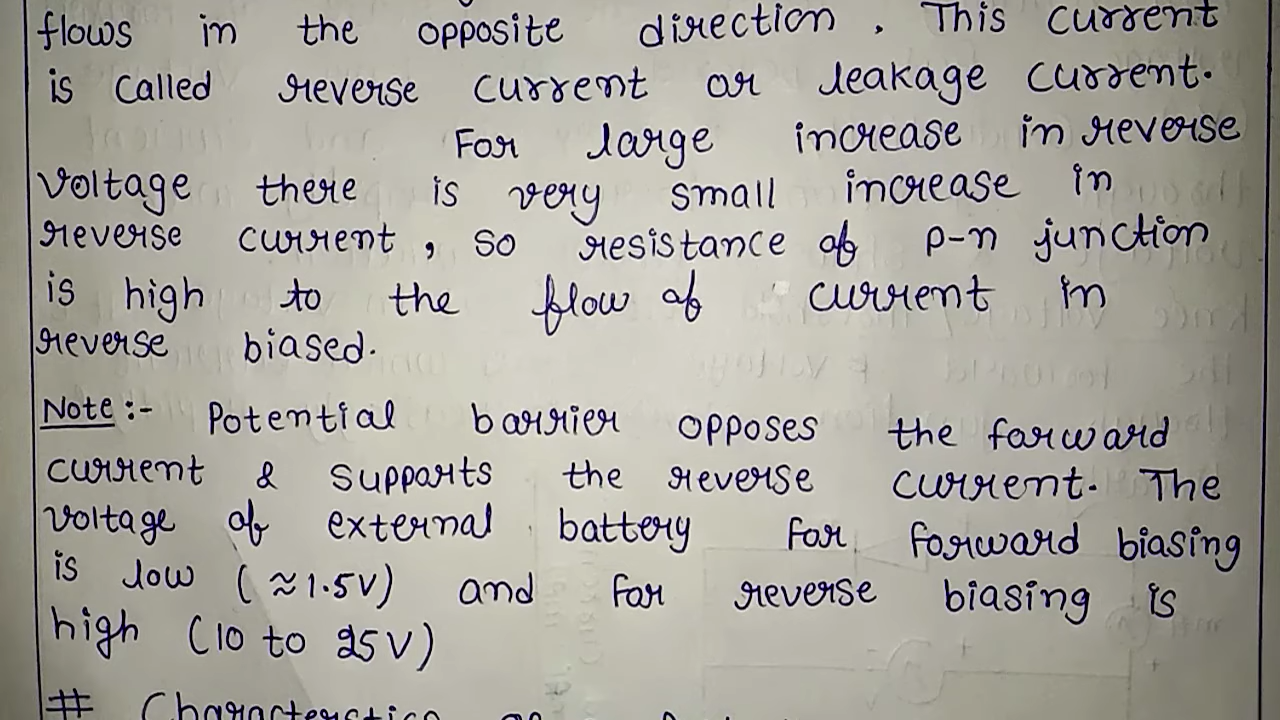 flows in the opposite direction. This current
is called reverse current or leakage current.
For large increase in reverse
voltage there is very small increase in
reverse current, so resistance of p-n junction
is high to the flow of current in
reverse biased.
Note :- Potential barrier opposes the forward
current & supports the reverse current. The
voltage of external battery for forward biasing
is low (≈1.5V) and for reverse biasing is
high (10 to 25V)
# Characteristics